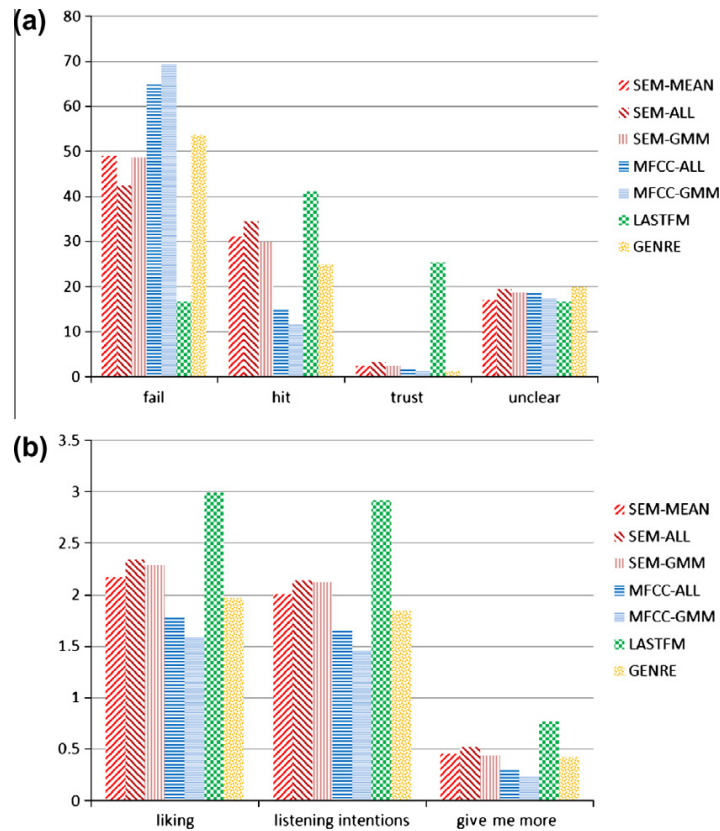 (a)
80
70
60
50
40
30
20
10
0
fail hit trust unclear
SEM-MEAN
SEM-ALL
SEM-GMM
MFCC-ALL
MFCC-GMM
LASTFM
GENRE
(b)
3.5
3
2.5
2
1.5
1
0.5
0
liking listening intentions give me more
SEM-MEAN
SEM-ALL
SEM-GMM
MFCC-ALL
MFCC-GMM
LASTFM
GENRE